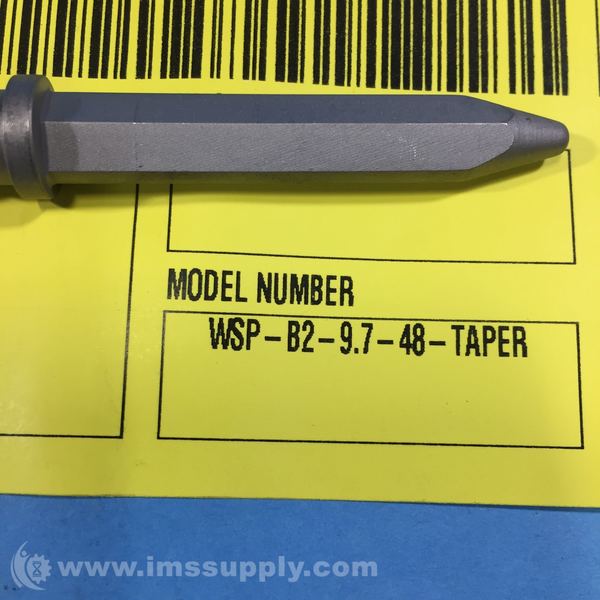 MODEL NUMBER
WSP-B2-9.7-48-TAPER
www.imssupply.com